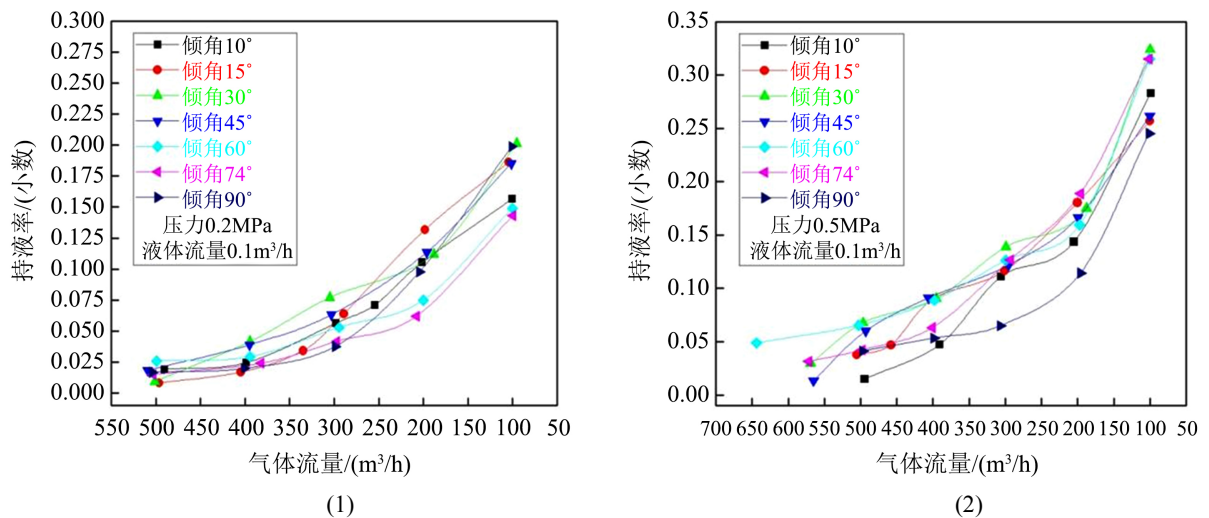 0.300
0.275
0.250
0.225
0.200
0.175
0.150
0.125
0.100
0.075
0.050
0.025
0.000
持液率/(小数)
倾角10°
倾角15°
倾角30°
倾角45°
倾角60°
倾角74°
倾角90°
压力0.2MPa
液体流量0.1m³/h
550 500 450 400 350 300 250 200 150 100 50
气体流量/(m³/h)
(1)
0.35
0.30
0.25
0.20
0.15
0.10
0.05
0.00
持液率/(小数)
倾角10°
倾角15°
倾角30°
倾角45°
倾角60°
倾角74°
倾角90°
压力0.5MPa
液体流量0.1m³/h
700 650 600 550 500 450 400 350 300 250 200 150 100 50
气体流量/(m³/h)
(2)